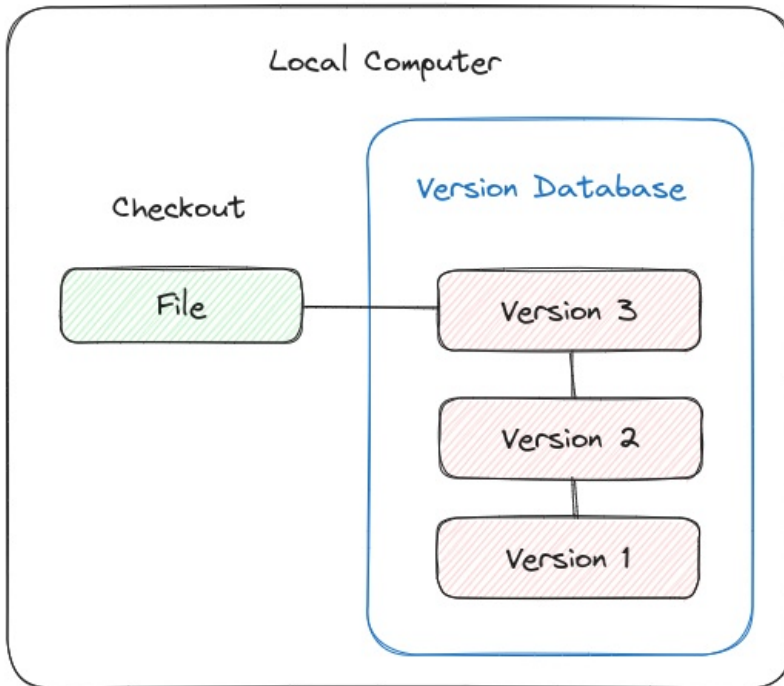 Local Computer
Checkout
Version Database
File
Version 3
Version 2
Version 1